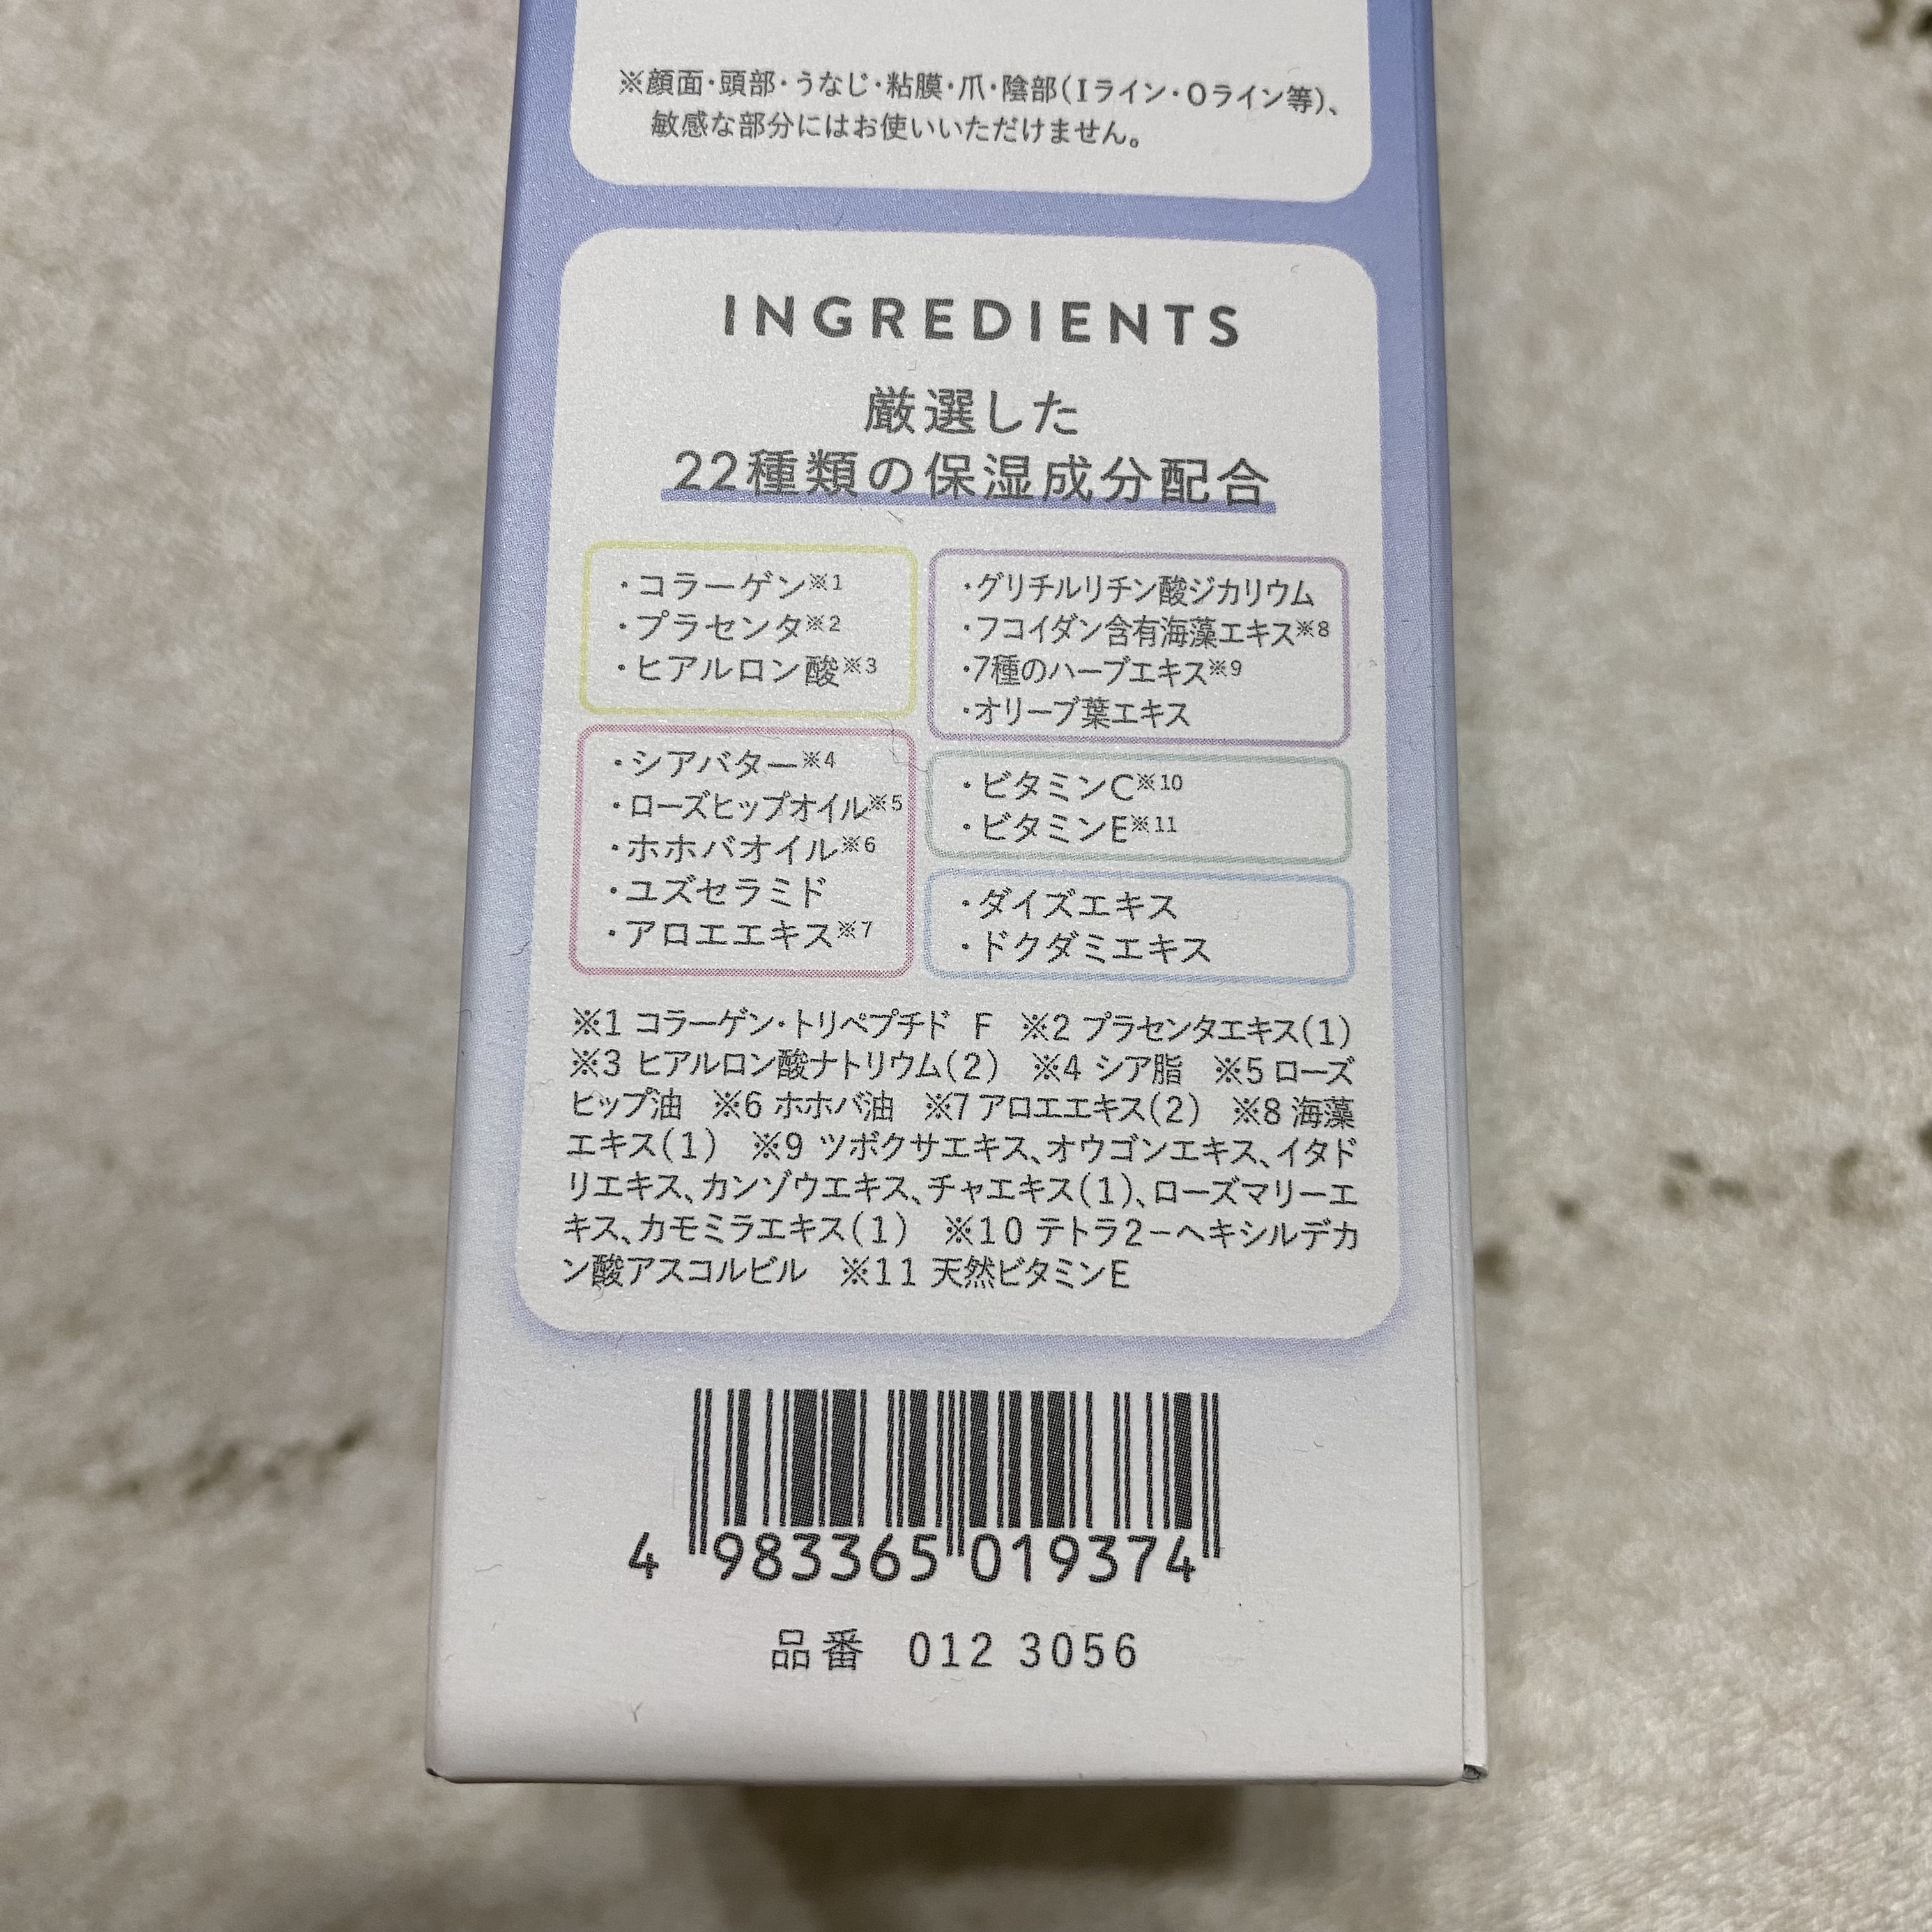 ※顔面・頭部・うなじ・粘膜・爪・陰部(Iライン・Oライン等)、
敏感な部分にはお使いいただけません。
INGREDIENTS
厳選した
22種類の保湿成分配合
・コラーゲン※1
・プラセンタ※2
・ヒアルロン酸※3
・シアバター※4
・ローズヒップオイル※5
・ホホバオイル※6
・ユズセラミド
・アロエエキス※7
・グリチルリチン酸ジカリウム
・フコイダン含有海藻エキス※8
・7種のハーブエキス※9
・オリーブ葉エキス
・ビタミンC※10
・ビタミンE※11
・ダイズエキス
・ドクダミエキス
※1 コラーゲン・トリペプチド F ※2 プラセンタエキス(1)
※3 ヒアルロン酸ナトリウム(2) ※4 シア脂 ※5 ローズ
ヒップ油 ※6 ホホバ油 ※7 アロエエキス(2) ※8 海藻
エキス(1) ※9 ツボクサエキス、オウゴンエキス、イタド
リエキス、カンゾウエキス、チャエキス(1)、ローズマリーエ
キス、カモミラエキス(1) ※10 テトラ2-ヘキシルデカ
ン酸アスコルビル ※11 天然ビタミンE
4 983365 019374
品番 012 3056